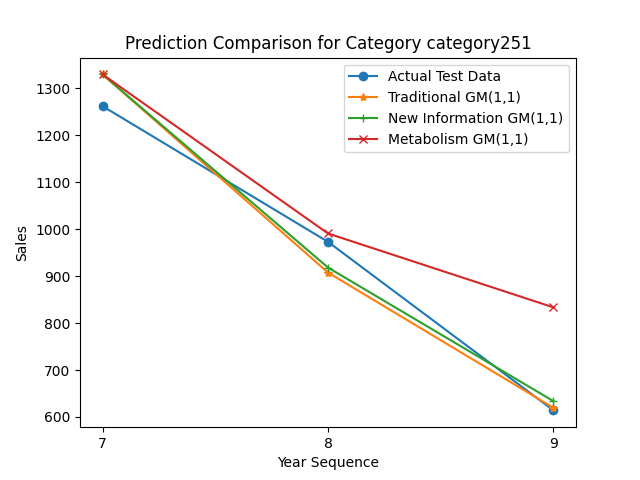 Prediction Comparison for Category category251
Actual Test Data
Traditional GM(1,1)
New Information GM(1,1)
Metabolism GM(1,1)
Sales
1300
1200
1100
1000
900
800
700
600
7
8
9
Year Sequence